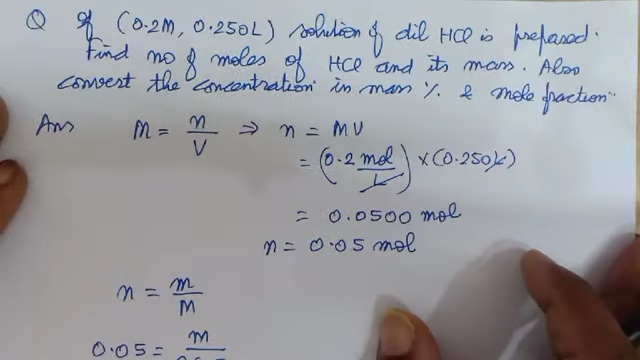 Q If (0.2M, 0.250L) solution of dil HCl is prepared.
Find no of moles of HCl and its mass. Also
convert the concentration in mass % & mole fraction.
Ans M = n/V ⇒ n = MV
= (0.2 mol/L) × (0.250L)
= 0.0500 mol
n = 0.05 mol
n = m/M
0.05 = m/